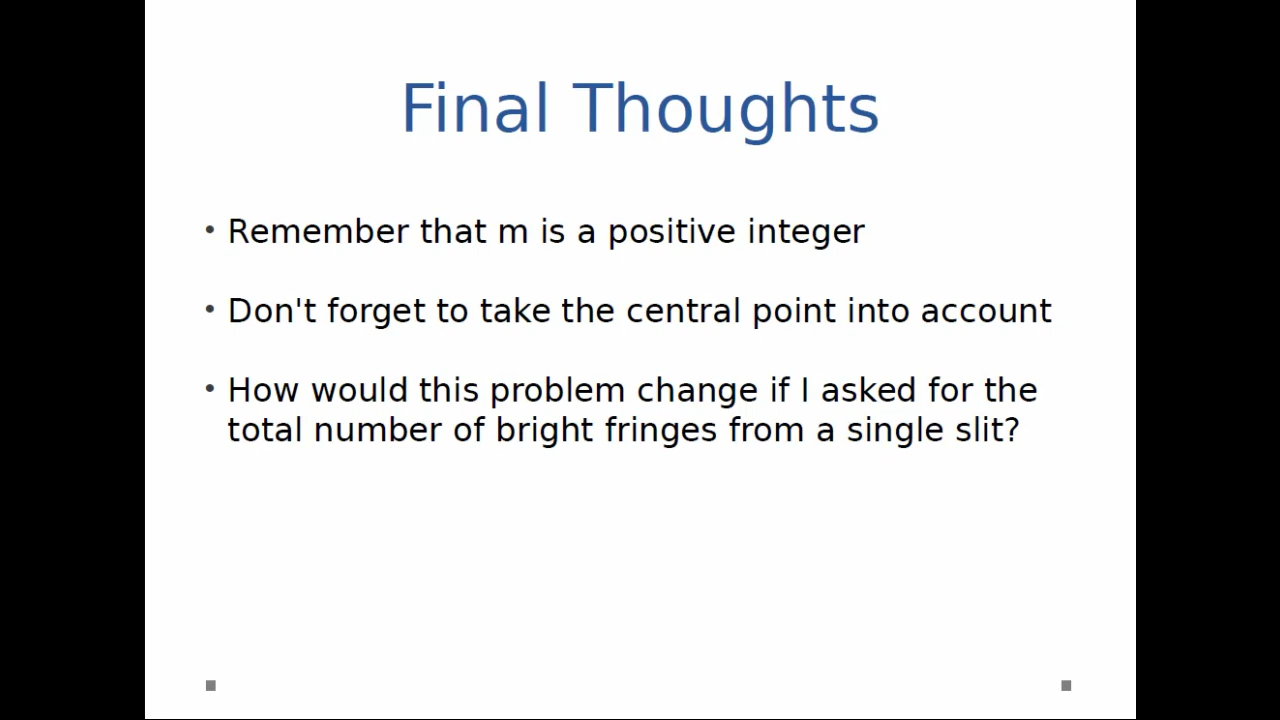 Final Thoughts
• Remember that m is a positive integer
• Don't forget to take the central point into account
• How would this problem change if I asked for the
total number of bright fringes from a single slit?